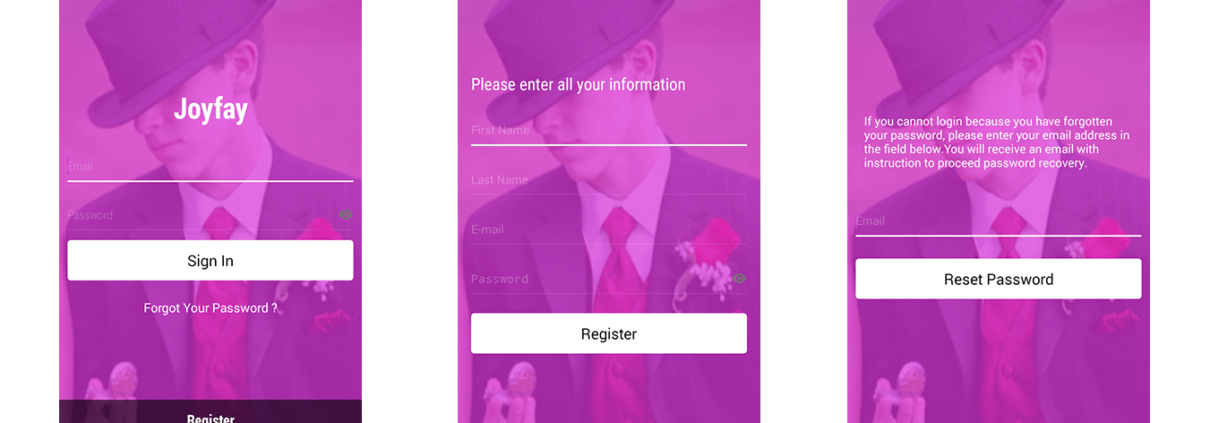 Joyfay
Email
Password
Sign In
Forgot Your Password ?
Register
Please enter all your information
First Name
Last Name
E-mail
Password
Register
If you cannot login because you have forgotten
your password, please enter your email address in
the field below.You will receive an email with
instruction to proceed password recovery.
Email
Reset Password